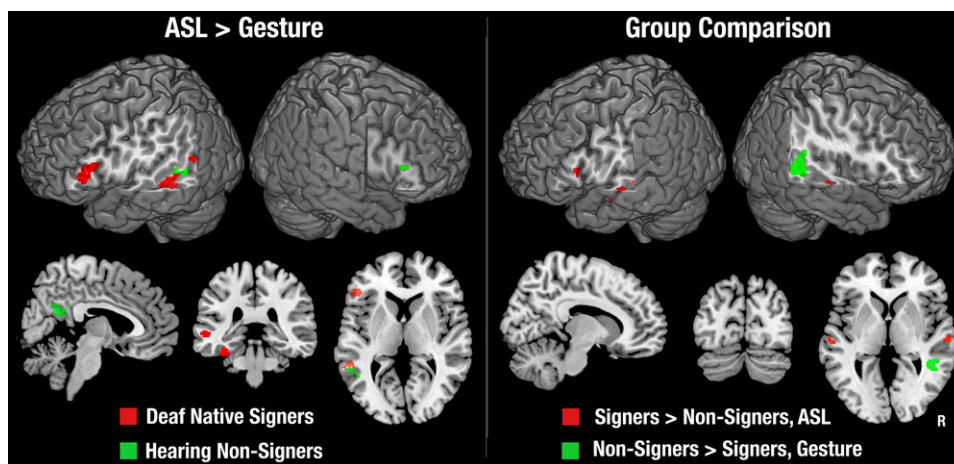 ASL > Gesture
Deaf Native Signers
Hearing Non-Signers
Group Comparison
R
Signers > Non-Signers, ASL
Non-Signers > Signers, Gesture